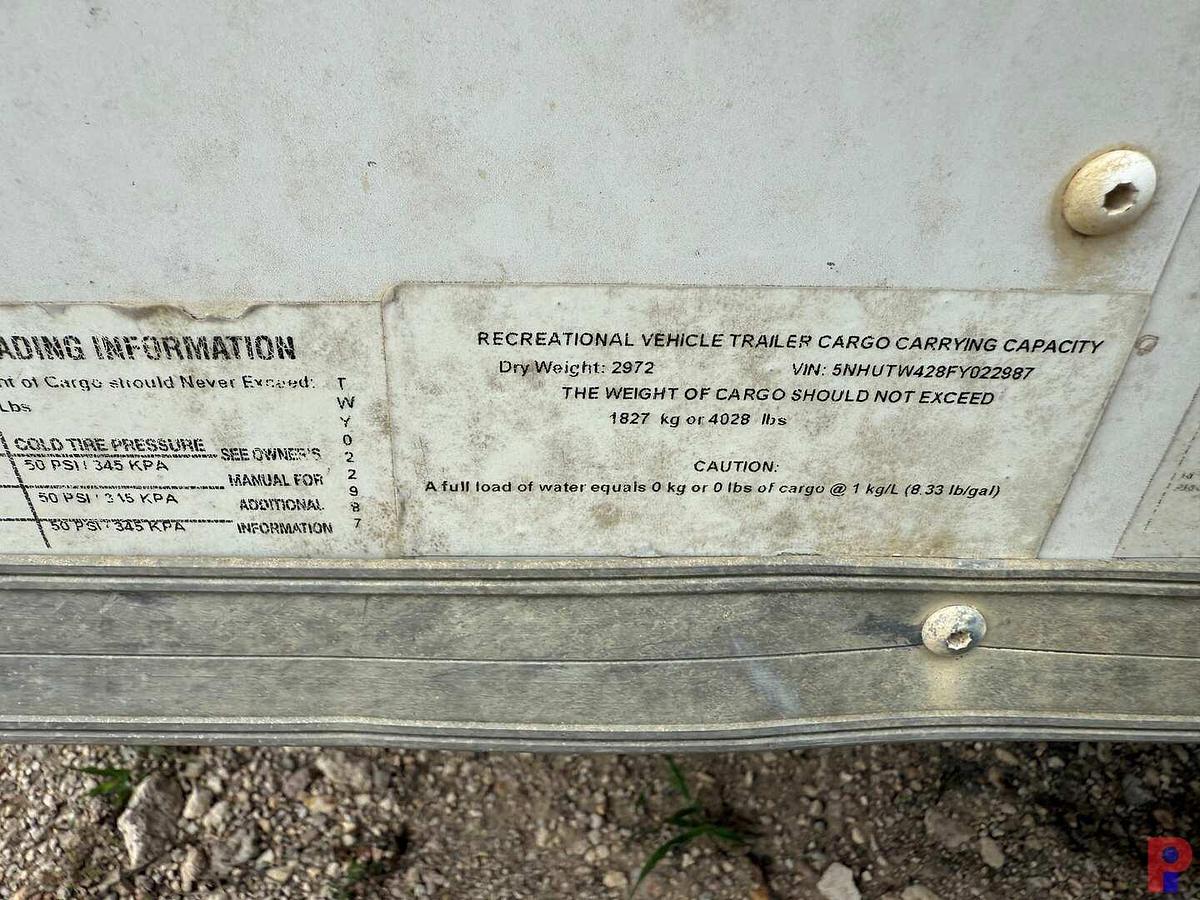 ADING INFORMATION
nt of Cargo should Never Exceed:
Lbs
COLD TIRE PRESSURE
50 PSI / 345 KPA
50 PSI / 345 KPA
50 PSI / 345 KPA
SEE OWNER'S
MANUAL FOR
ADDITIONAL
INFORMATION
T
W
Y
0
2
2
9
8
7
RECREATIONAL VEHICLE TRAILER CARGO CARRYING CAPACITY
Dry Weight: 2972 VIN: 5NHUTW428FY022987
THE WEIGHT OF CARGO SHOULD NOT EXCEED
1827 kg or 4028 lbs
CAUTION:
A full load of water equals 0 kg or 0 lbs of cargo @ 1 kg/L (8.33 lb/gal)